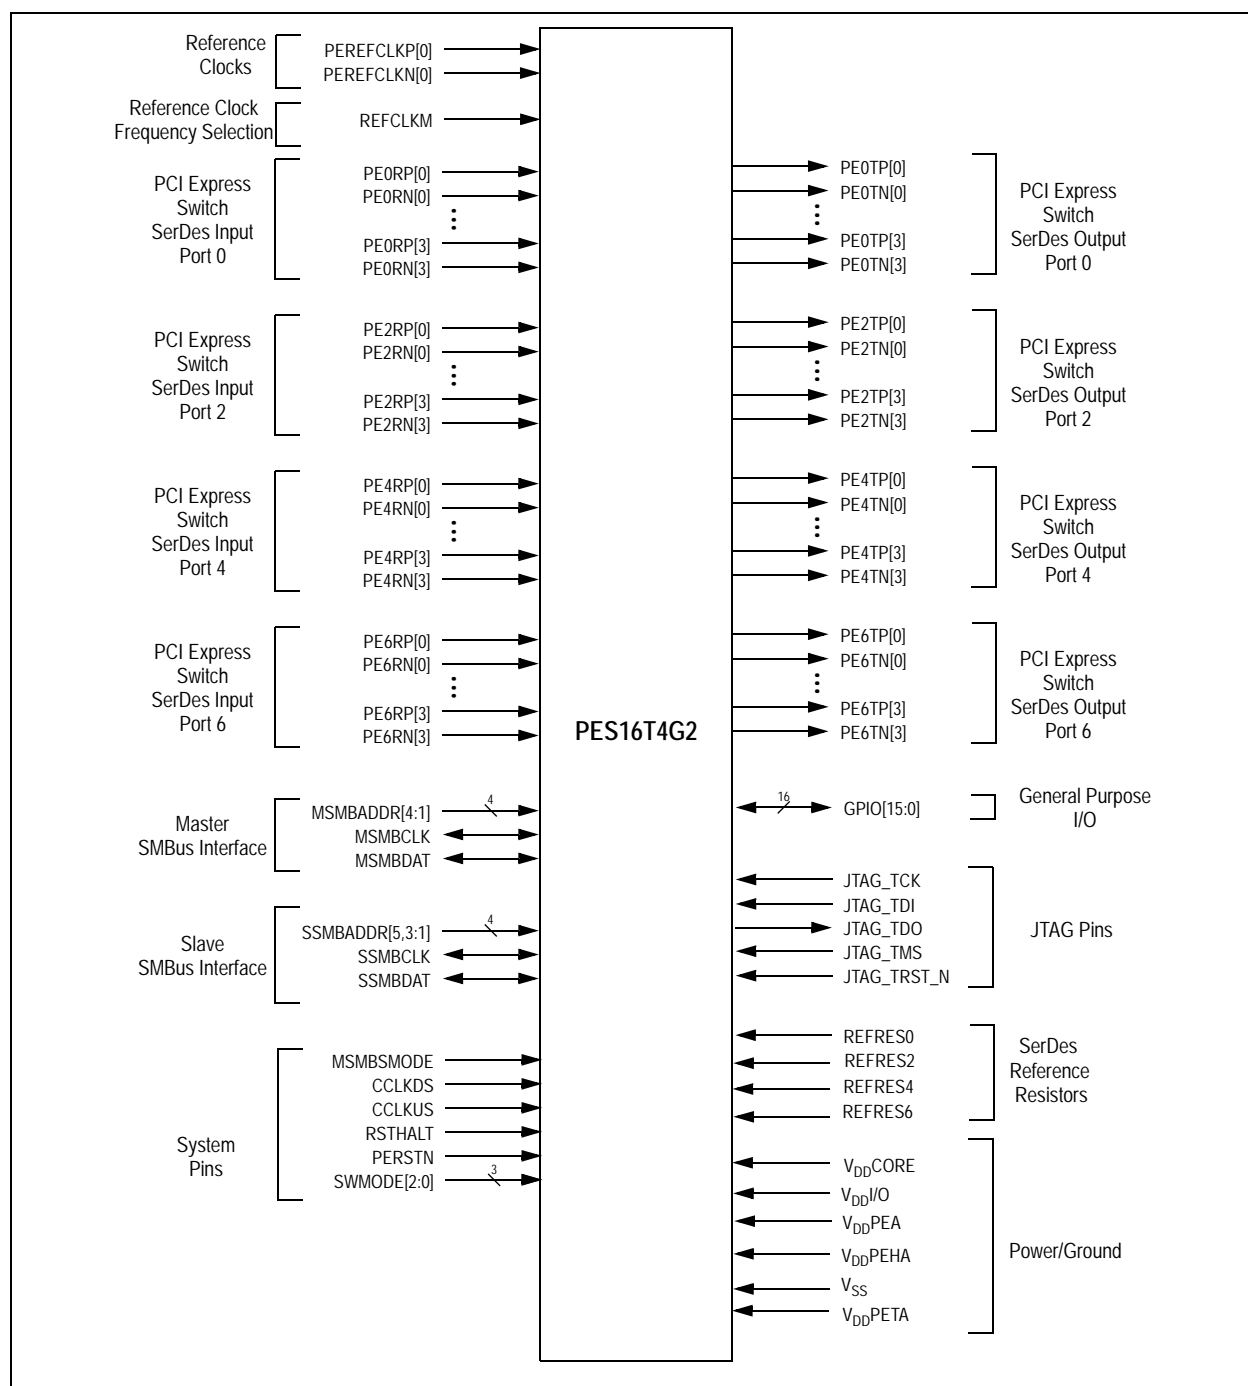 Reference
Clocks
PEREFCLKP[0]
PEREFCLKN[0]
Reference Clock
Frequency Selection
REFCLKM
PCI Express
Switch
SerDes Input
Port 0
PE0RP[0]
PE0RN[0]
PE0RP[3]
PE0RN[3]
PCI Express
Switch
SerDes Input
Port 2
PE2RP[0]
PE2RN[0]
PE2RP[3]
PE2RN[3]
PCI Express
Switch
SerDes Input
Port 4
PE4RP[0]
PE4RN[0]
PE4RP[3]
PE4RN[3]
PCI Express
Switch
SerDes Input
Port 6
PE6RP[0]
PE6RN[0]
PE6RP[3]
PE6RN[3]
Master
SMBus Interface
MSMBADDR[4:1]
4
MSMBCLK
MSMBDAT
Slave
SMBus Interface
SSMBADDR[5,3:1]
4
SSMBCLK
SSMBDAT
System
Pins
MSMBSMODE
CCLKDS
CCLKUS
RSTHALT
PERSTN
SWMODE[2:0]
3
PES16T4G2
PE0TP[0]
PE0TN[0]
PE0TP[3]
PE0TN[3]
PCI Express
Switch
SerDes Output
Port 0
PE2TP[0]
PE2TN[0]
PE2TP[3]
PE2TN[3]
PCI Express
Switch
SerDes Output
Port 2
PE4TP[0]
PE4TN[0]
PE4TP[3]
PE4TN[3]
PCI Express
Switch
SerDes Output
Port 4
PE6TP[0]
PE6TN[0]
PE6TP[3]
PE6TN[3]
PCI Express
Switch
SerDes Output
Port 6
16
GPIO[15:0]
General Purpose
I/O
JTAG_TCK
JTAG_TDI
JTAG_TDO
JTAG_TMS
JTAG_TRST_N
JTAG Pins
REFRES0
REFRES2
REFRES4
REFRES6
SerDes
Reference
Resistors
VDDCORE
VDDI/O
VDDPEA
VDDPEHA
VSS
VDDPETA
Power/Ground